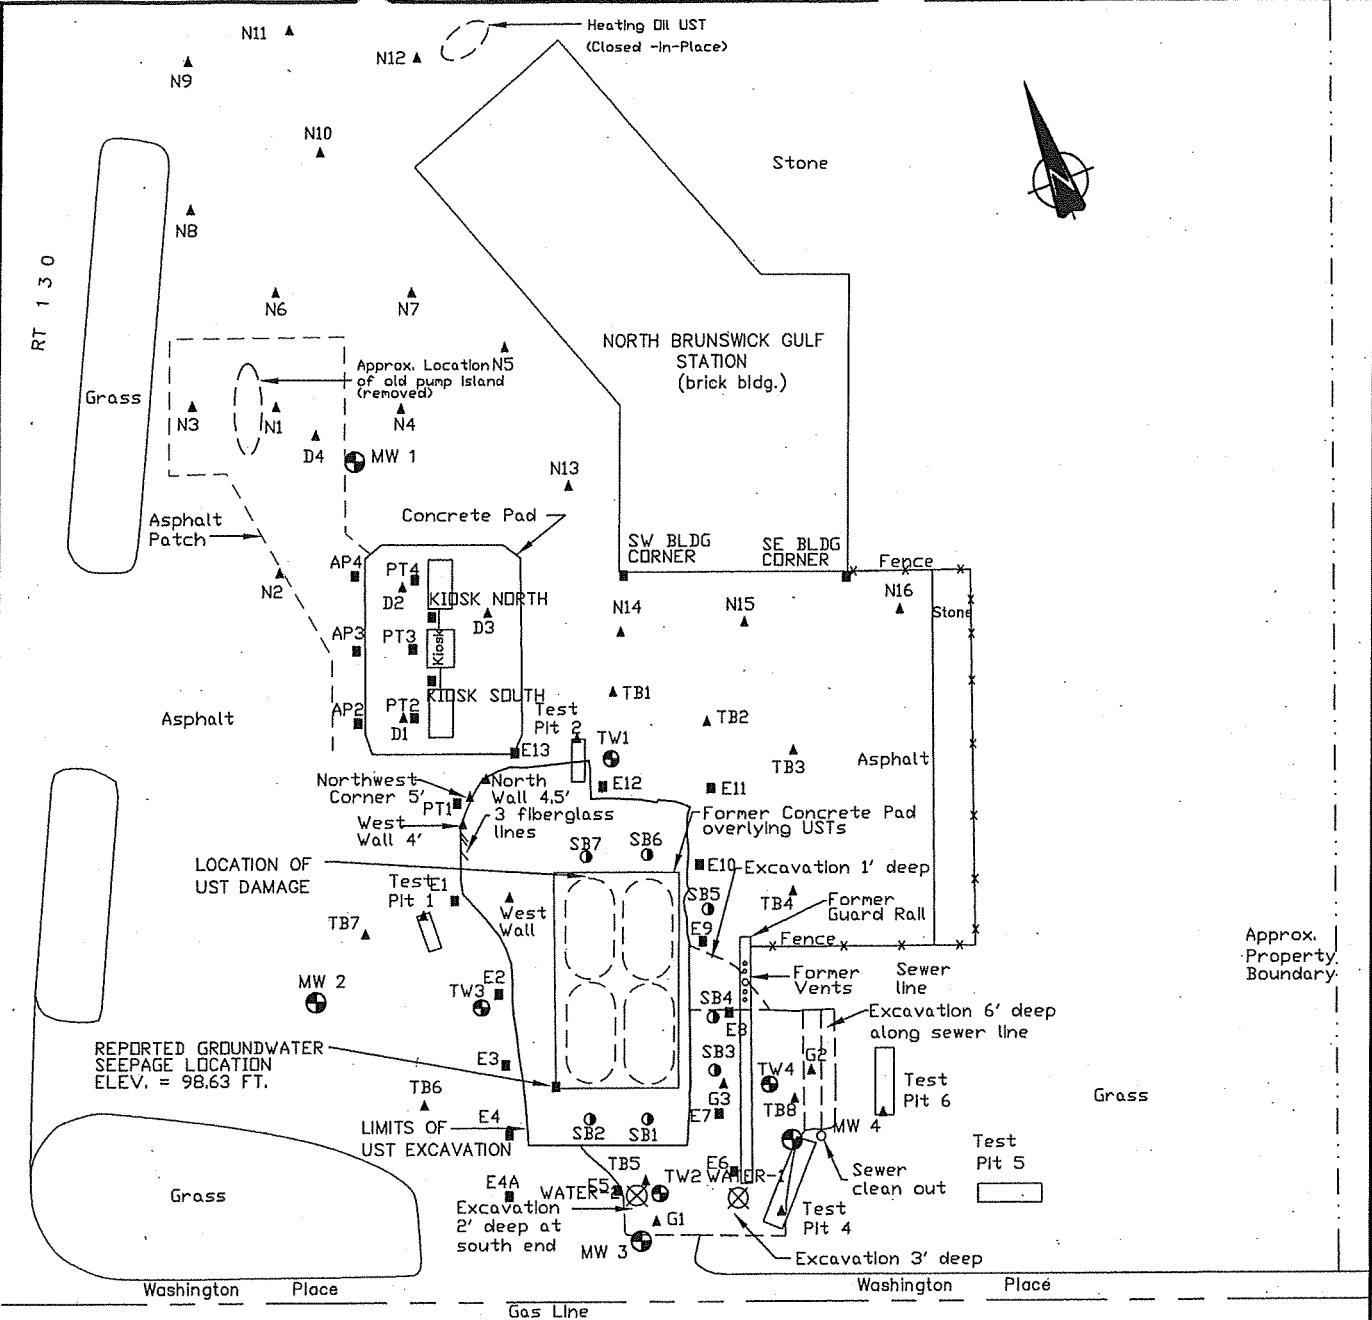 N11
Heating Oil UST
(Closed -In-Place)
N12
N9
N10
Stone
N8
RT 130
N6
N7
N5
NORTH BRUNSWICK GULF
STATION
(brick bldg.)
Approx. Location
of old pump Island
(removed)
Grass
N3
N1
N4
D4
MW 1
N13
Concrete Pad
Asphalt
Patch
SW BLDG
CORNER
SE BLDG
CORNER
Fence
AP4
PT4
N2
D2
KIOSK NORTH
D3
N14
N15
N16
Stone
AP3
PT3
Kiosk
KIOSK SOUTH
TB1
AP2
PT2
D1
Asphalt
Test
Pit 2
TB2
TW1
E13
TB3
Asphalt
Northwest
Corner 5'
North
Wall 4.5'
E12
E11
PT1
West
Wall 4'
3 fiberglass
lines
Former Concrete Pad
overlying USTs
SB7
SB6
LOCATION OF
UST DAMAGE
E10
Excavation 1' deep
Test
Pit 1
E1
SB5
TB4
Former
Guard Rail
West
Wall
TB7
E9
Fence
Approx.
Property
Boundary
MW 2
E2
TW3
Former
Vents
Sewer
line
SB4
E8
Excavation 6' deep
along sewer line
REPORTED GROUNDWATER
SEEPAGE LOCATION
ELEV. = 98.63 FT.
E3
SB3
G2
TW4
G3
TB8
Test
Pit 6
Grass
TB6
E4
E7
LIMITS OF
UST EXCAVATION
SB2
SB1
MW 4
Test
Pit 5
TB5
E6
Sewer
clean out
Grass
E4A
WATER-2
E5
TW2
WATER-1
Excavation
2' deep at
south end
G1
Test
Pit 4
MW 3
Excavation 3' deep
Washington Place
Washington Place
Gas Line